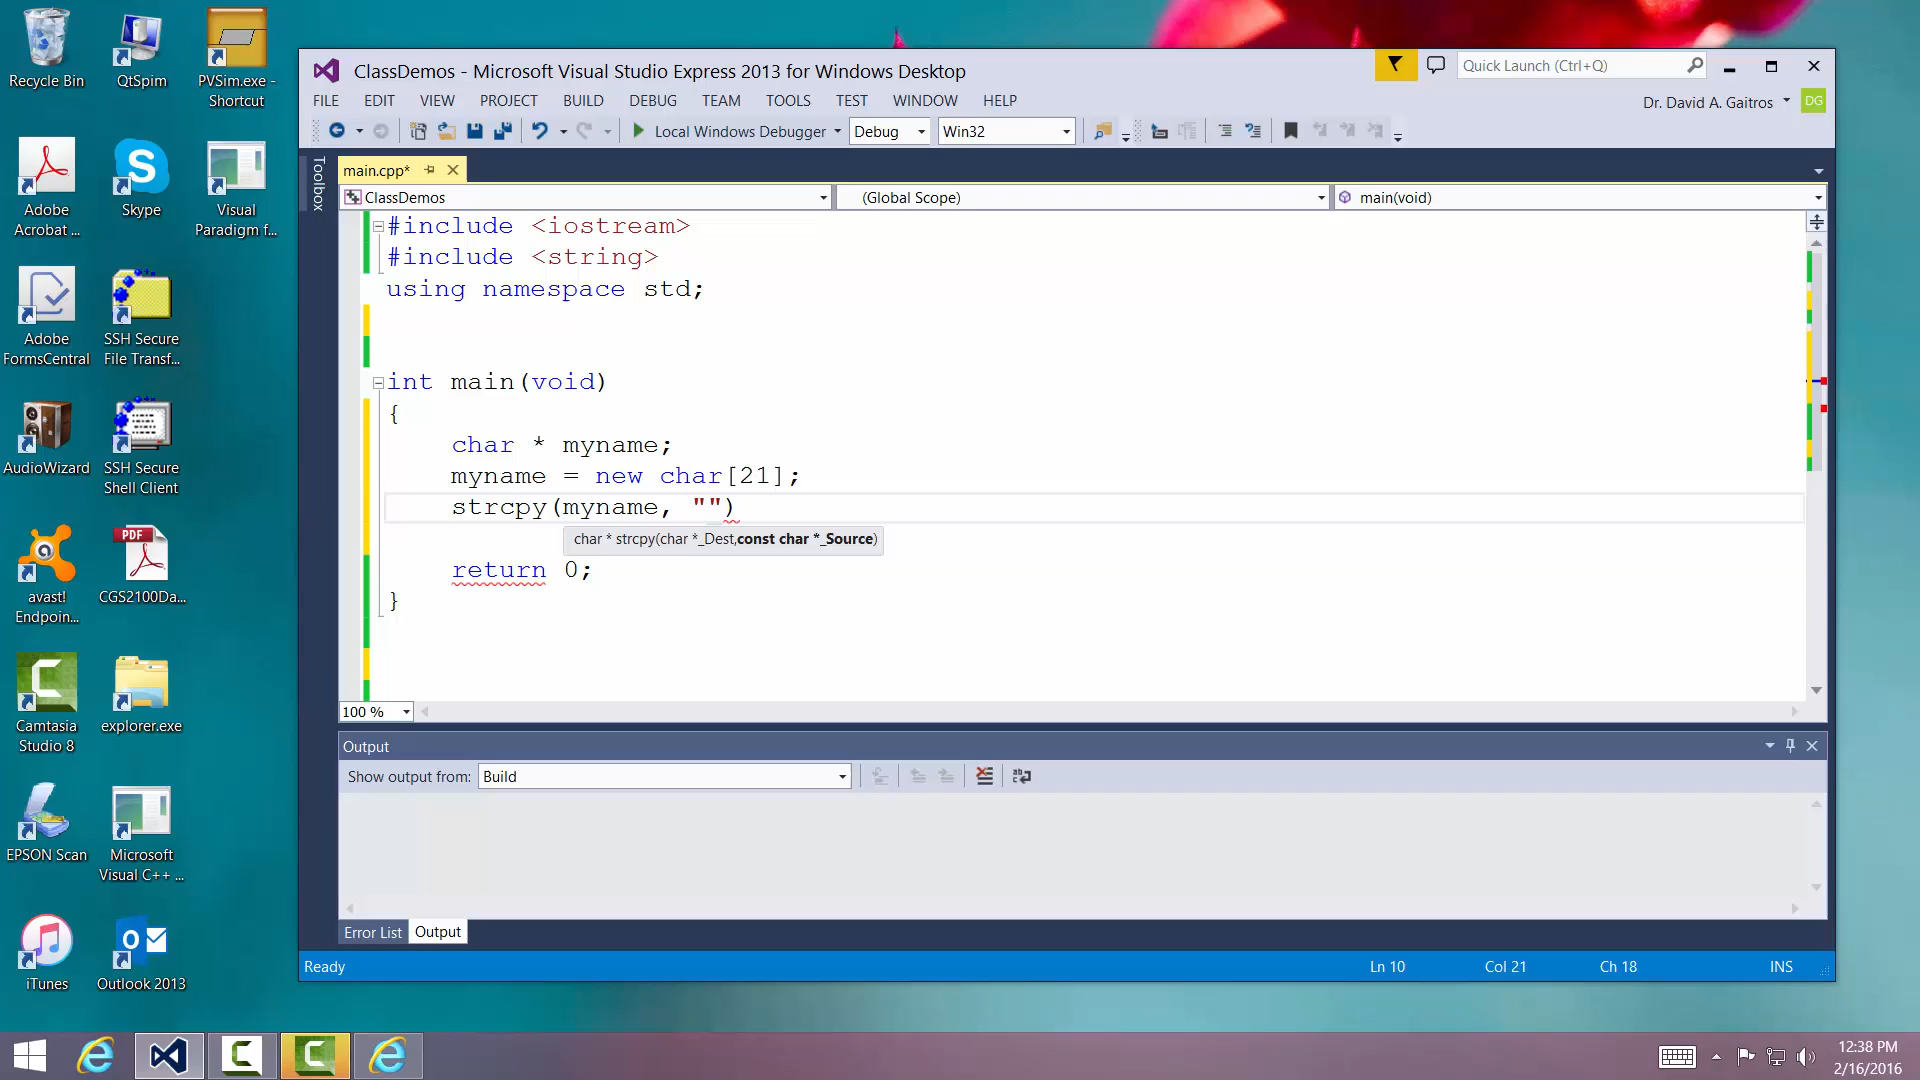 Recycle Bin
QtSpim
PVSim.exe -
Shortcut
Adobe
Acrobat ...
Skype
Visual
Paradigm f...
Adobe
FormsCentral
SSH Secure
File Transf...
AudioWizard
SSH Secure
Shell Client
avast!
Endpoin...
PDF
CGS2100Da...
Camtasia
Studio 8
explorer.exe
EPSON Scan
Microsoft
Visual C++ ...
iTunes
Outlook 2013
ClassDemos - Microsoft Visual Studio Express 2013 for Windows Desktop
Quick Launch (Ctrl+Q)
FILE EDIT VIEW PROJECT BUILD DEBUG TEAM TOOLS TEST WINDOW HELP
Dr. David A. Gaitros DG
Local Windows Debugger Debug Win32
Toolbox
main.cpp*
ClassDemos (Global Scope) main(void)
#include <iostream>
#include <string>
using namespace std;
int main(void)
{
char * myname;
myname = new char[21];
strcpy(myname, "")
char * strcpy(char *_Dest,const char *_Source)
return 0;
}
100 %
Output
Show output from: Build
Error List Output
Ready Ln 10 Col 21 Ch 18 INS
12:38 PM
2/16/2016